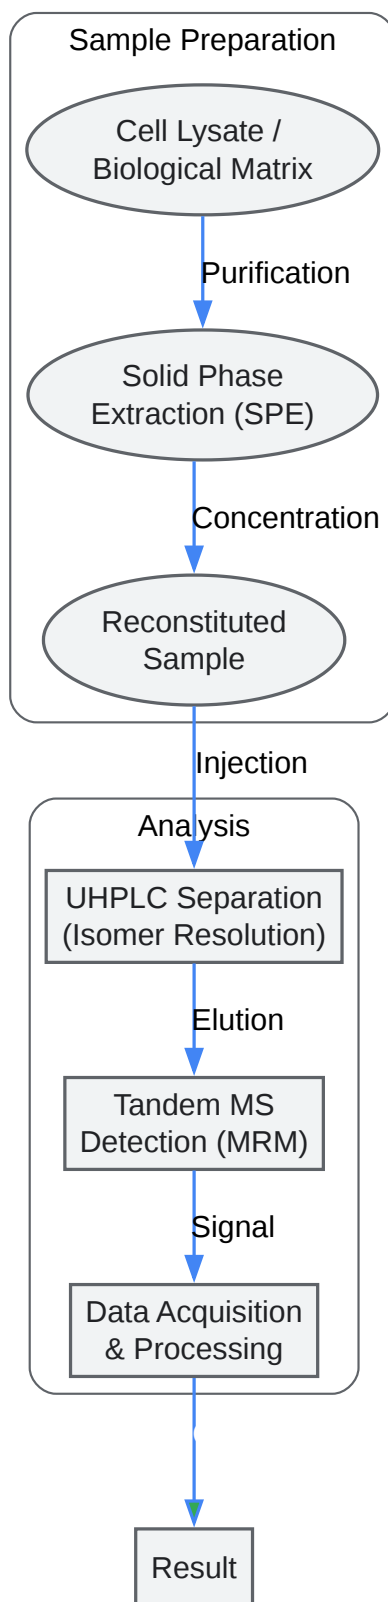 Sample Preparation
Cell Lysate /
Biological Matrix
Purification
Solid Phase
Extraction (SPE)
Concentration
Reconstituted
Sample
Injection
Analysis
UHPLC Separation
(Isomer Resolution)
Elution
Tandem MS
Detection (MRM)
Signal
Data Acquisition
& Processing
Result